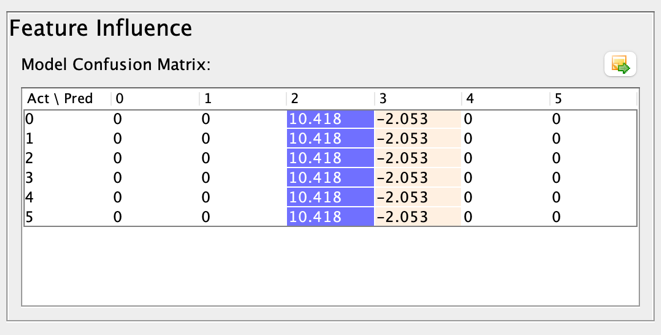 Feature Influence
Model Confusion Matrix:
Act \ Pred 0 1 2 3 4 5
0 0 0 10.418 -2.053 0 0
1 0 0 10.418 -2.053 0 0
2 0 0 10.418 -2.053 0 0
3 0 0 10.418 -2.053 0 0
4 0 0 10.418 -2.053 0 0
5 0 0 10.418 -2.053 0 0